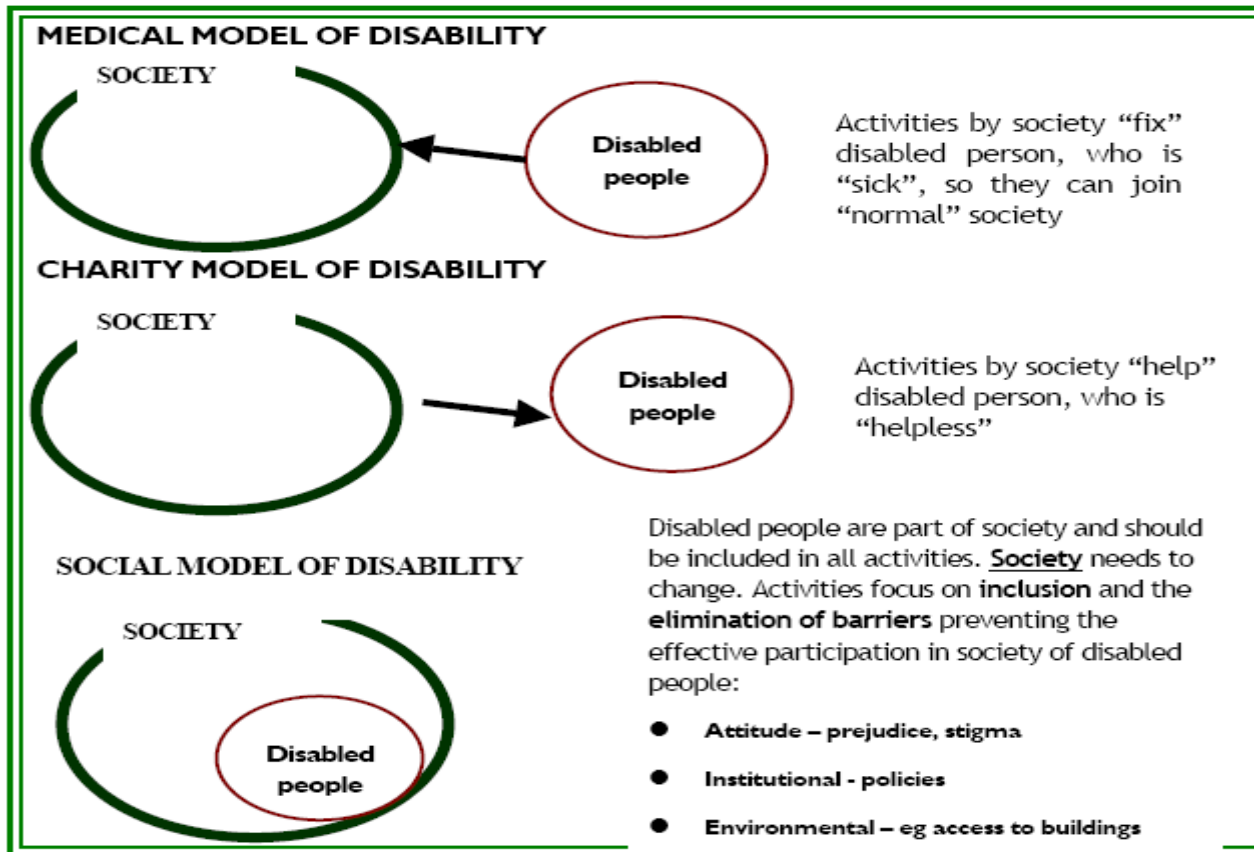 MEDICAL MODEL OF DISABILITY
SOCIETY
Disabled
people
Activities by society “fix”
disabled person, who is
“sick”, so they can join
“normal” society
CHARITY MODEL OF DISABILITY
SOCIETY
Disabled
people
Activities by society “help”
disabled person, who is
“helpless”
SOCIAL MODEL OF DISABILITY
SOCIETY
Disabled
people
Disabled people are part of society and should
be included in all activities. Society needs to
change. Activities focus on inclusion and the
elimination of barriers preventing the
effective participation in society of disabled
people:
● Attitude – prejudice, stigma
● Institutional - policies
● Environmental – eg access to buildings